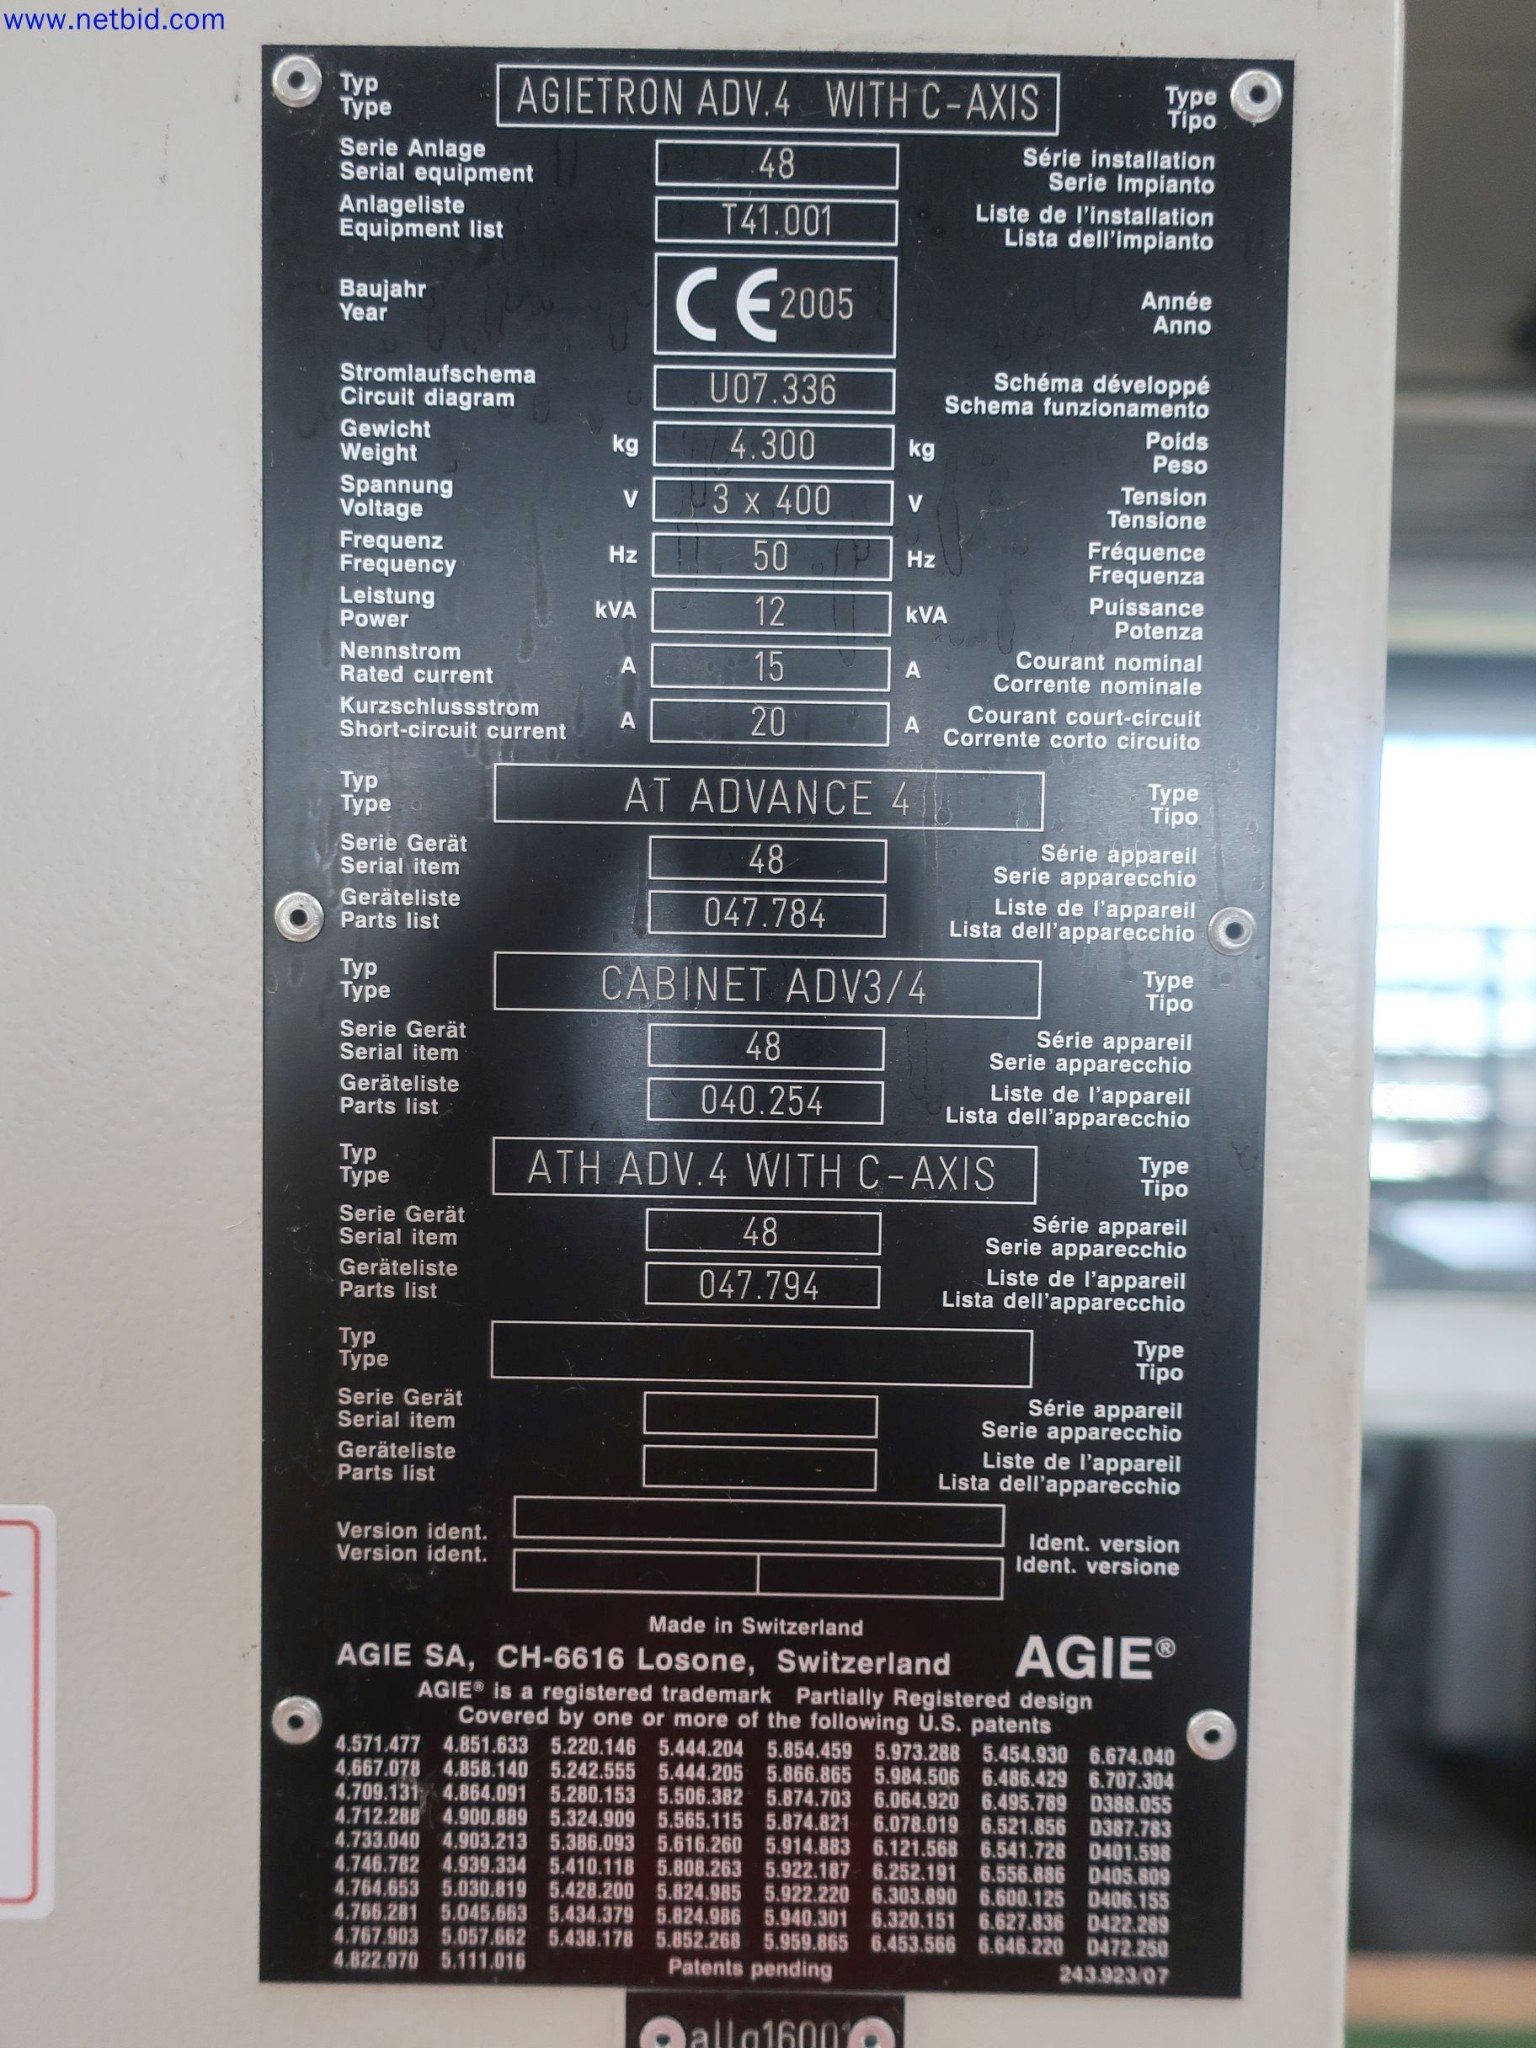 www.netbid.com
Typ
Type
AGIETRON ADV.4 WITH C-AXIS
Type
Tipo
Serie Anlage
Serial equipment
48
Série installation
Serie Impianto
Anlageliste
Equipment list
T41.001
Liste de l'installation
Lista dell'impianto
Baujahr
Year
CE 2005
Année
Anno
Stromlaufschema
Circuit diagram
U07.336
Schéma développé
Schema funzionamento
Gewicht
Weight
kg 4.300 kg
Poids
Peso
Spannung
Voltage
V 3 x 400 V
Tension
Tensione
Frequenz
Frequency
Hz 50 Hz
Fréquence
Frequenza
Leistung
Power
kVA 12 kVA
Puissance
Potenza
Nennstrom
Rated current
A 15 A
Courant nominal
Corrente nominale
Kurzschlussstrom
Short-circuit current
A 20 A
Courant court-circuit
Corrente corto circuito
Typ
Type
AT ADVANCE 4
Type
Tipo
Serie Gerät
Serial item
48
Série appareil
Serie apparecchio
Geräteliste
Parts list
047.784
Liste de l'appareil
Lista dell'apparecchio
Typ
Type
CABINET ADV3/4
Type
Tipo
Serie Gerät
Serial item
48
Série appareil
Serie apparecchio
Geräteliste
Parts list
040.254
Liste de l'appareil
Lista dell'apparecchio
Typ
Type
ATH ADV.4 WITH C-AXIS
Type
Tipo
Serie Gerät
Serial item
48
Série appareil
Serie apparecchio
Geräteliste
Parts list
047.794
Liste de l'appareil
Lista dell'apparecchio
Typ
Type
Type
Tipo
Serie Gerät
Serial item
Série appareil
Serie apparecchio
Geräteliste
Parts list
Liste de l'appareil
Lista dell'apparecchio
Version ident.
Version ident.
Ident. version
Ident. versione
Made in Switzerland
AGIE SA, CH-6616 Losone, Switzerland AGIE®
AGIE® is a registered trademark Partially Registered design
Covered by one or more of the following U.S. patents
4.571.477 4.851.633 5.220.146 5.444.204 5.854.459 5.973.288 5.454.930 6.674.040
4.667.078 4.858.140 5.242.555 5.444.205 5.866.865 5.984.506 6.486.429 6.707.304
4.709.131 4.864.091 5.280.153 5.506.382 5.874.703 6.064.920 6.495.789 D388.055
4.712.288 4.900.889 5.324.909 5.565.115 5.874.821 6.078.019 6.521.856 D387.783
4.733.040 4.903.213 5.386.093 5.616.260 5.914.883 6.121.568 6.541.728 D401.598
4.746.782 4.939.334 5.410.118 5.808.263 5.922.187 6.252.191 6.556.886 D405.809
4.764.653 5.030.819 5.428.200 5.824.985 5.922.220 6.303.890 6.600.125 D406.155
4.766.281 5.045.663 5.434.379 5.824.986 5.940.301 6.320.151 6.627.836 D422.289
4.767.903 5.057.662 5.438.178 5.852.268 5.959.865 6.453.566 6.646.220 D472.250
4.822.970 5.111.016 Patents pending 243.923/07
allg16001